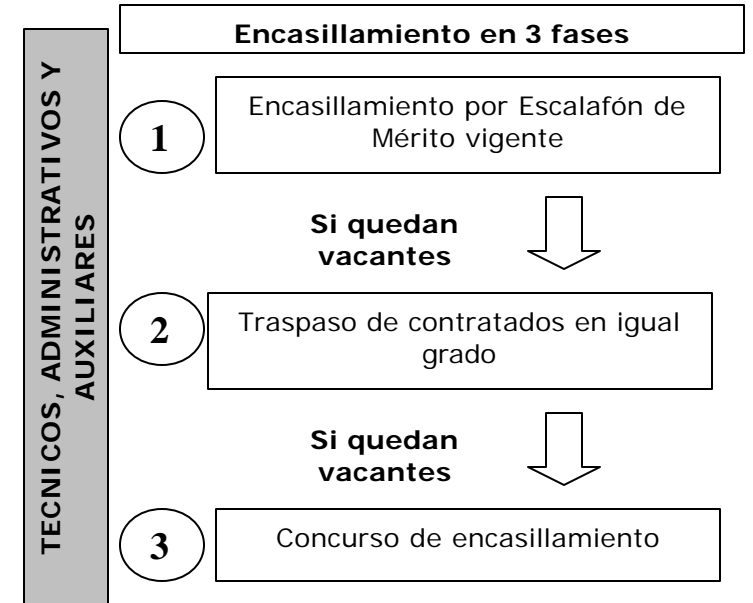 TECNICOS, ADMINISTRATIVOS Y
AUXILIARES
Encasillamiento en 3 fases
1
Encasillamiento por Escalafón de
Mérito vigente
Si quedan
vacantes
2
Traspaso de contratados en igual
grado
Si quedan
vacantes
3
Concurso de encasillamiento